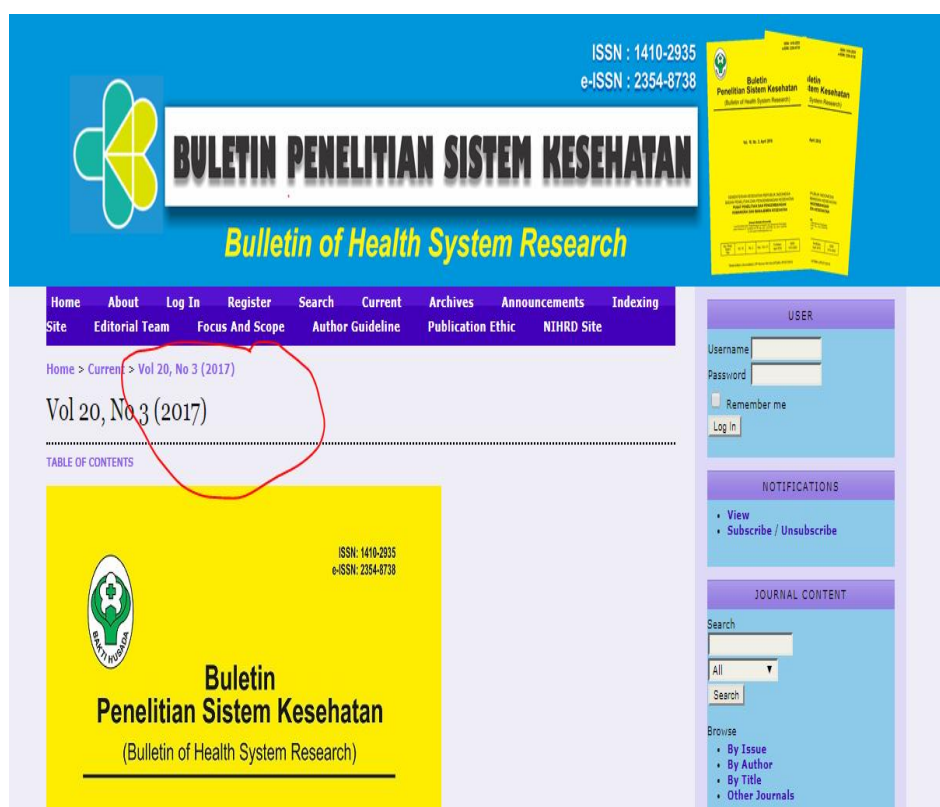 ISSN : 1410-2935
e-ISSN : 2354-8738
BULETIN PENELITIAN SISTEM KESEHATAN
Bulletin of Health System Research
Buletin
Penelitian Sistem Kesehatan
(Bulletin of Health System Research)
Home About Log In Register Search Current Archives Announcements Indexing
Site Editorial Team Focus And Scope Author Guideline Publication Ethic NIHRD Site
Home > Current > Vol 20, No 3 (2017)
Vol 20, No 3 (2017)
TABLE OF CONTENTS
ISSN: 1410-2935
e-ISSN: 2354-8738
BAKTI HUSADA
Buletin
Penelitian Sistem Kesehatan
(Bulletin of Health System Research)
USER
Username
Password
Remember me
Log In
NOTIFICATIONS
• View
• Subscribe / Unsubscribe
JOURNAL CONTENT
Search
All
Search
Browse
• By Issue
• By Author
• By Title
• Other Journals